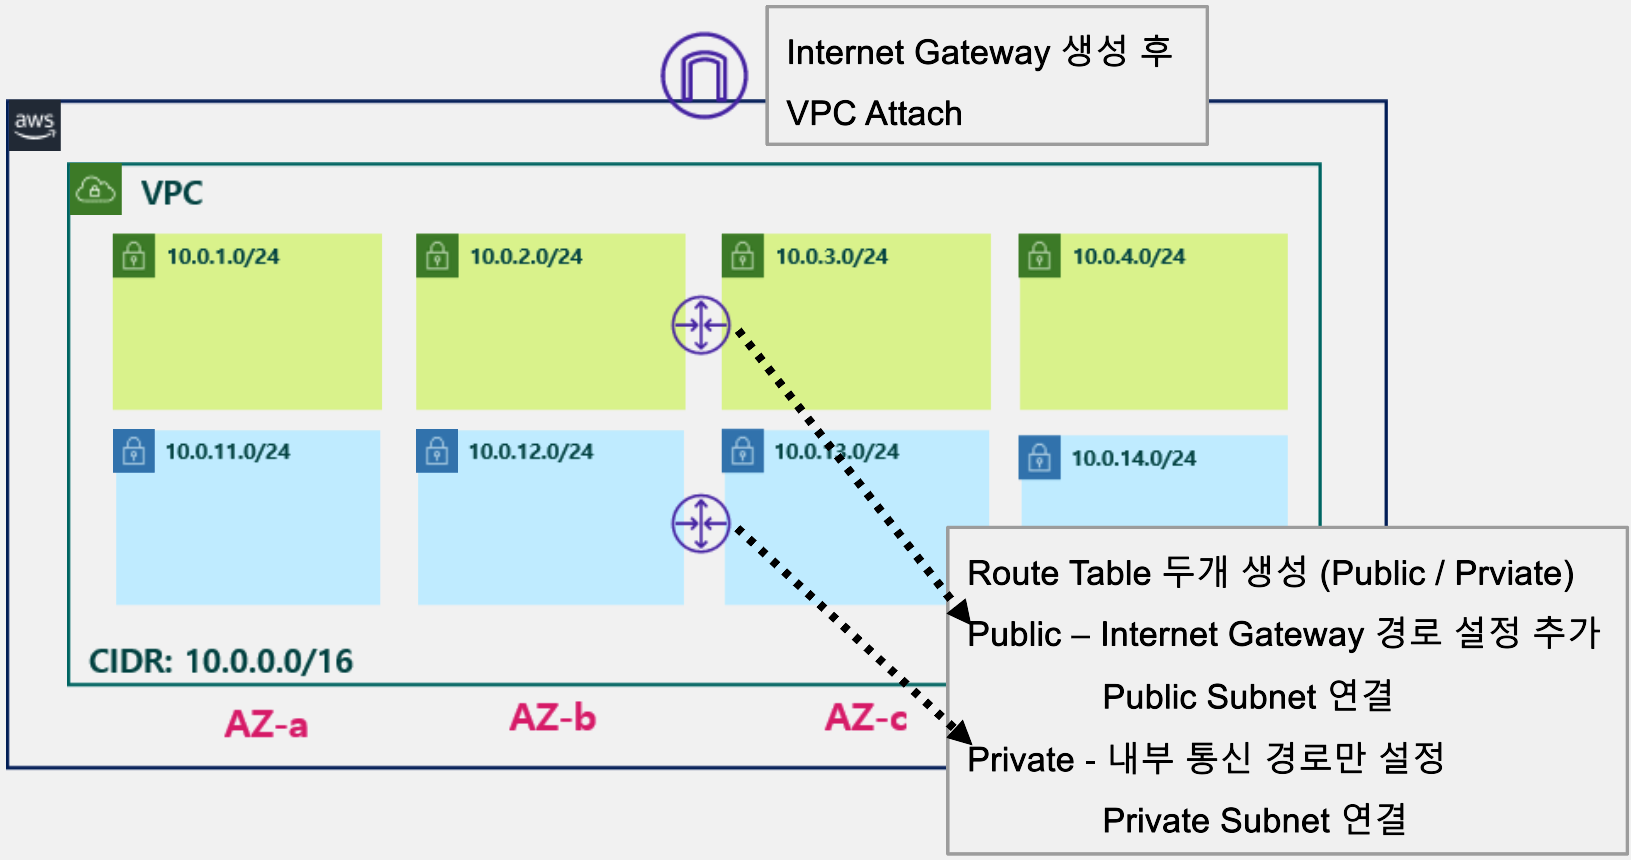 Internet Gateway 생성 후
VPC Attach
aws
VPC
10.0.1.0/24
10.0.2.0/24
10.0.3.0/24
10.0.4.0/24
10.0.11.0/24
10.0.12.0/24
10.0.13.0/24
10.0.14.0/24
CIDR: 10.0.0.0/16
AZ-a
AZ-b
AZ-c
Route Table 두개 생성 (Public / Prviate)
Public – Internet Gateway 경로 설정 추가
Public Subnet 연결
Private - 내부 통신 경로만 설정
Private Subnet 연결